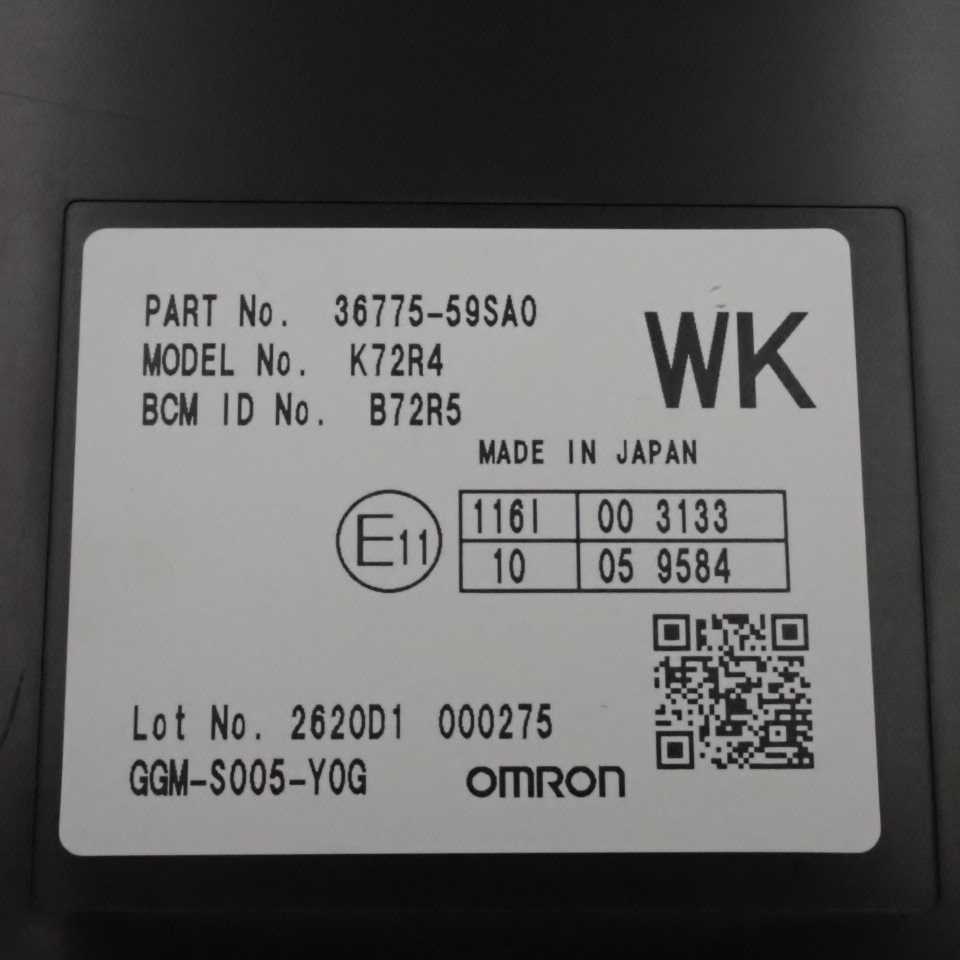 PART No. 36775-59SA0
MODEL No. K72R4
BCM ID No. B72R5
WK
MADE IN JAPAN
E11
116I 00 3133
10 05 9584
Lot No. 2620D1 000275
GGM-S005-Y0G
OMRON